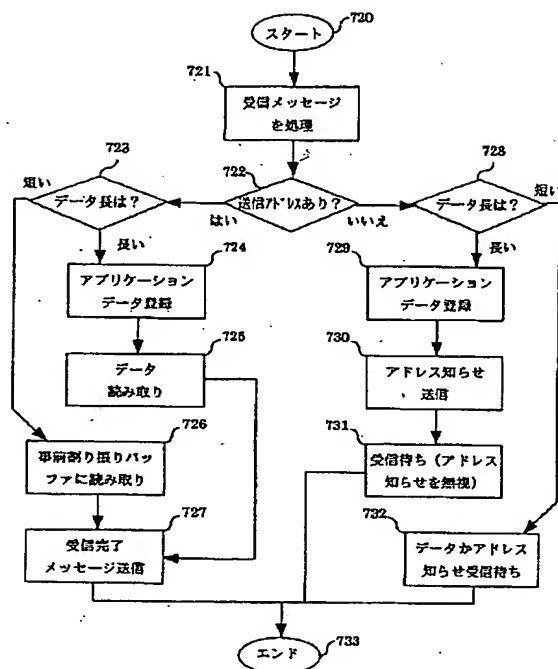 スタート
720
721
受信メッセージ
を処理
723
722
728
短い
データ長は？
送信アドレスあり？
データ長は？
短い
はい
いいえ
長い
724
アプリケーション
データ登録
長い
729
アプリケーション
データ登録
725
データ
読み取り
730
アドレス知らせ
送信
726
事前割り振りバッ
ファに読み取り
731
受信待ち（アドレス
知らせを無視）
727
受信完了
メッセージ送信
732
データかアドレス
知らせ受信待ち
エンド
733